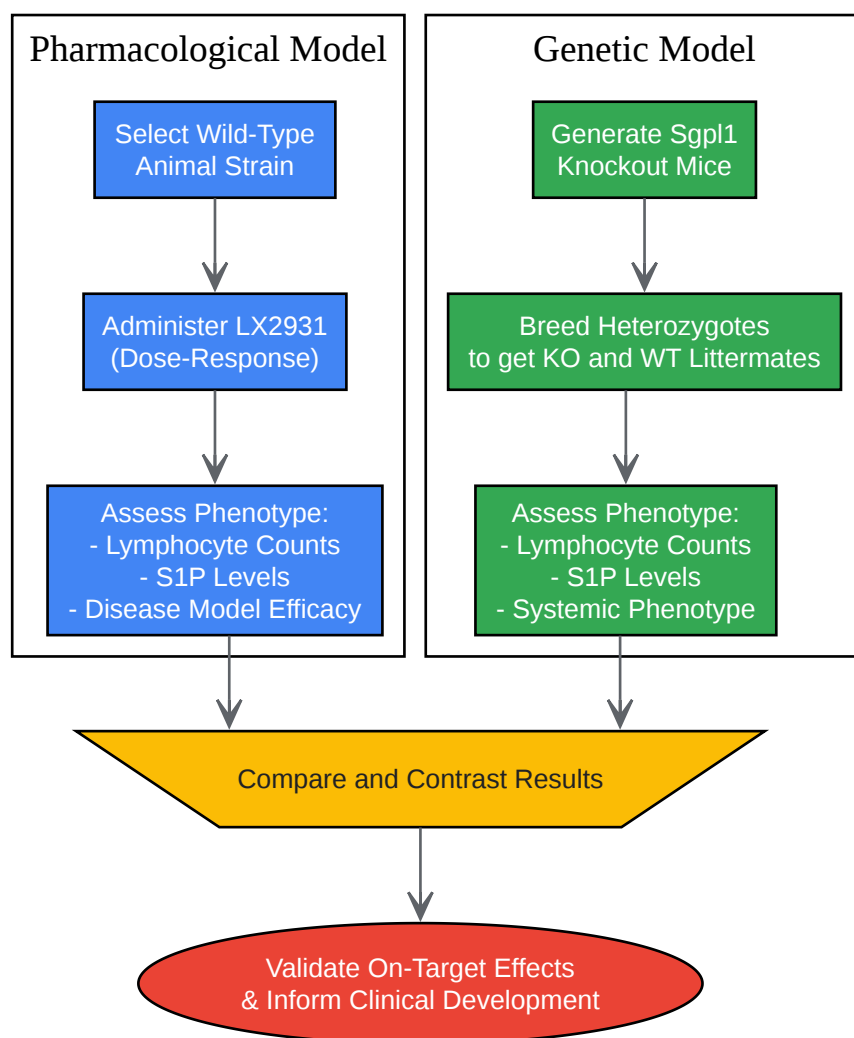 Pharmacological Model
Select Wild-Type
Animal Strain
Administer LX2931
(Dose-Response)
Assess Phenotype:
- Lymphocyte Counts
- S1P Levels
- Disease Model Efficacy
Genetic Model
Generate Sgpl1
Knockout Mice
Breed Heterozygotes
to get KO and WT Littermates
Assess Phenotype:
- Lymphocyte Counts
- S1P Levels
- Systemic Phenotype
Compare and Contrast Results
Validate On-Target Effects
& Inform Clinical Development